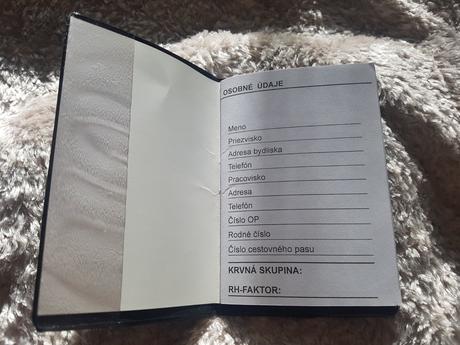 OSOBNÉ ÚDAJE
Meno
Priezvisko
Adresa bydliska
Telefón
Pracovisko
Adresa
Telefón
Číslo OP
Rodné číslo
Číslo cestovného pasu
KRVNÁ SKUPINA:
RH-FAKTOR: